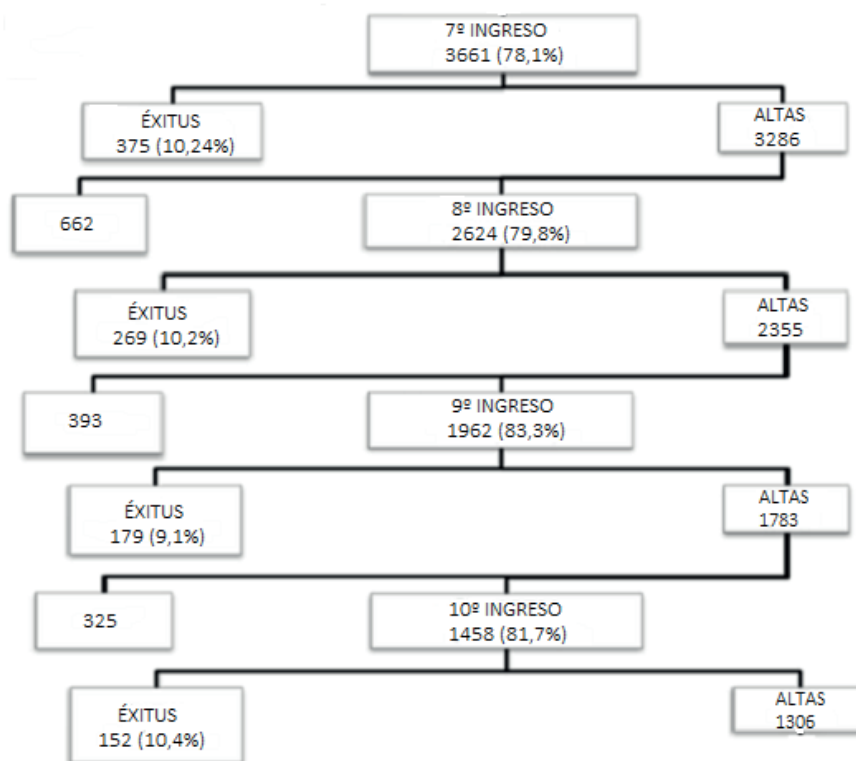 7º INGRESO
3661 (78,1%)
ÉXITUS
375 (10,24%)
ALTAS
3286
662
8º INGRESO
2624 (79,8%)
ÉXITUS
269 (10,2%)
ALTAS
2355
393
9º INGRESO
1962 (83,3%)
ÉXITUS
179 (9,1%)
ALTAS
1783
325
10º INGRESO
1458 (81,7%)
ÉXITUS
152 (10,4%)
ALTAS
1306